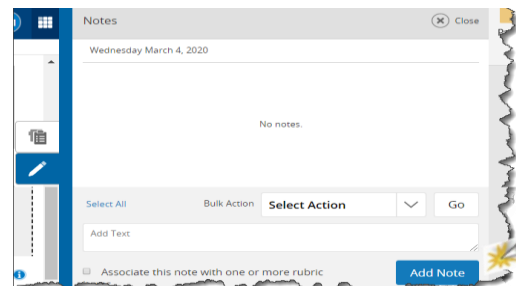 Notes
Close
Wednesday March 4, 2020
No notes.
Select All
Bulk Action
Select Action
Go
Add Text
Associate this note with one or more rubric
Add Note